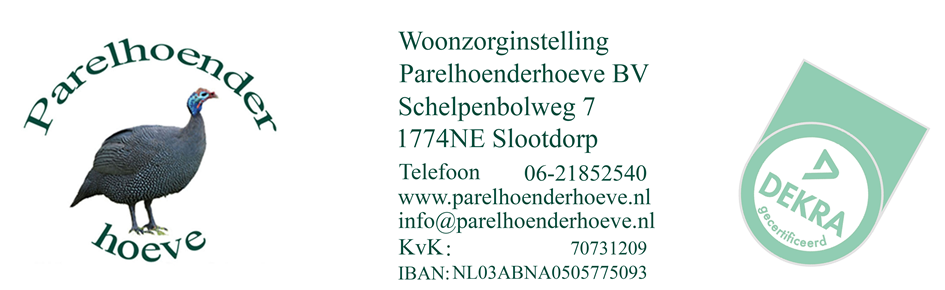 Parelhoender
hoeve
Woonzorginstelling
Parelhoenderhoeve BV
Schelpenbolweg 7
1774NE Slootdorp
Telefoon 06-21852540
www.parelhoenderhoeve.nl
info@parelhoenderhoeve.nl
KvK: 70731209
IBAN: NL03ABNA0505775093
DEKRA
gecertificeerd